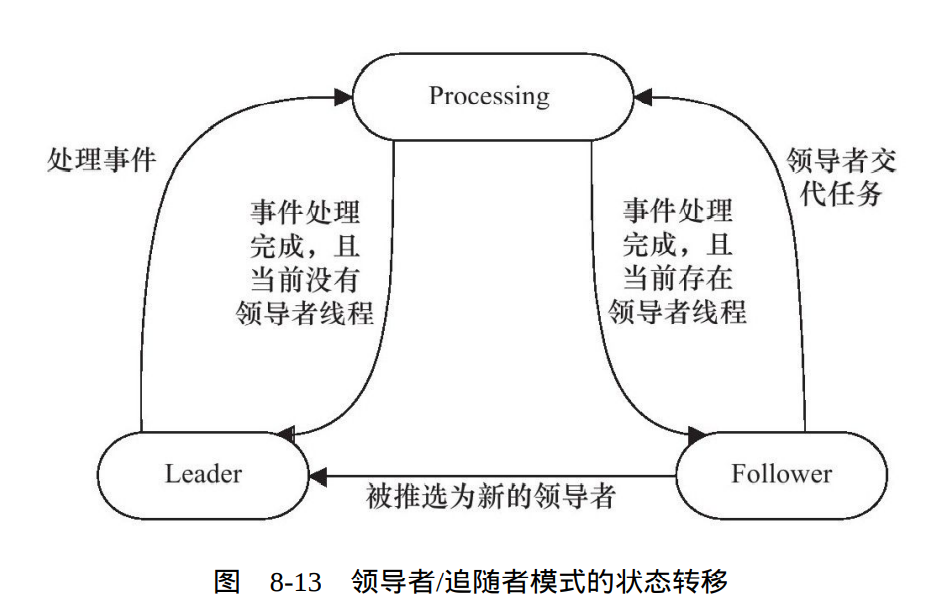 Processing
处理事件
领导者交
代任务
事件处理
完成，且
当前没有
领导者线程
事件处理
完成，且
当前存在
领导者线程
Leader
Follower
被推选为新的领导者
图 8-13 领导者/追随者模式的状态转移